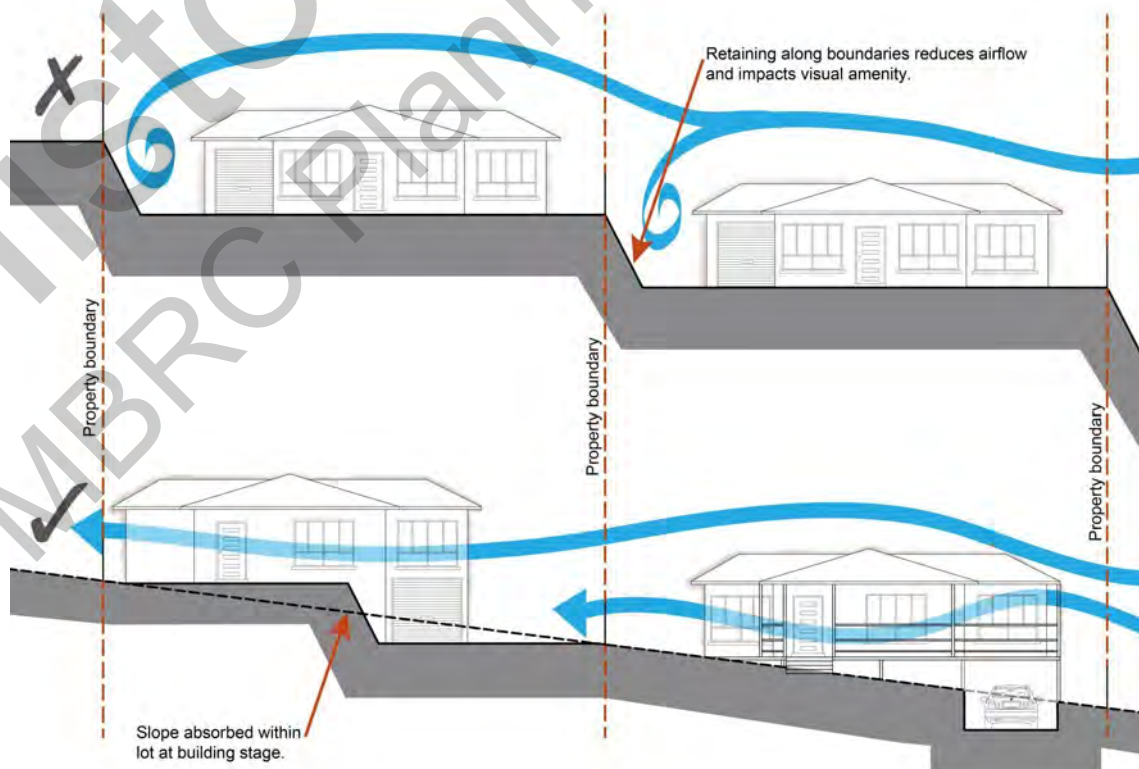 Retaining along boundaries reduces airflow
and impacts visual amenity.
Property boundary
Property boundary
Property boundary
Slope absorbed within
lot at building stage.
MBRC